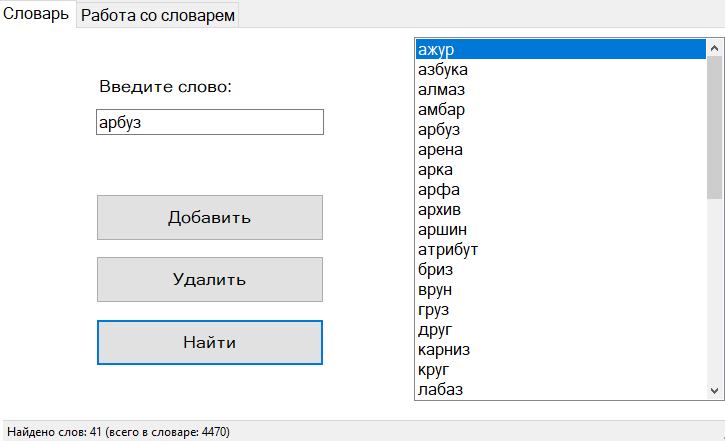 Словарь
Работа со словарем
Введите слово:
арбуз
Добавить
Удалить
Найти
ажур
азбука
алмаз
амбар
арбуз
арена
арка
арфа
архив
аршин
атрибут
бриз
врун
груз
друг
карниз
круг
лабаз
Найдено слов: 41 (всего в словаре: 4470)